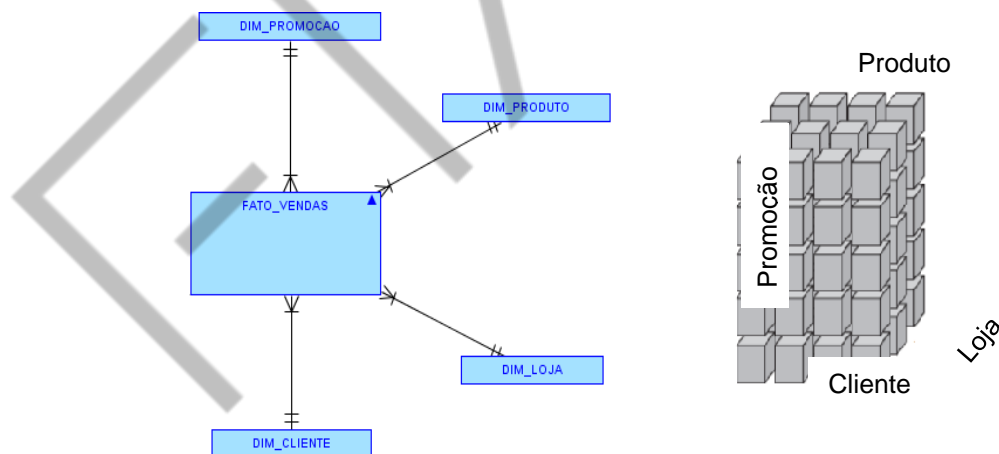 DIM_PROMOCAO
Produto
DIM_PRODUTO
FATO_VENDAS
Promocão
Loja
DIM_LOJA
Cliente
DIM_CLIENTE